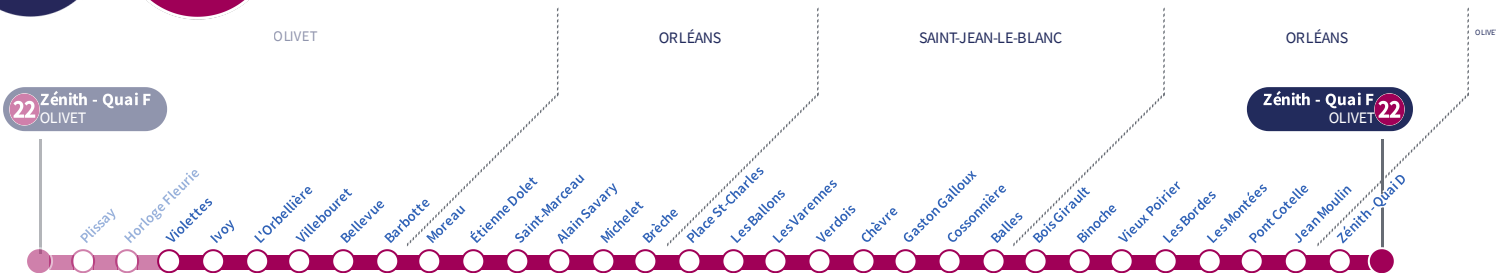 OLIVET
ORLÉANS
SAINT-JEAN-LE-BLANC
ORLÉANS
OLIVE
22
Zénith - Quai F
OLIVET
Zénith - Quai F
OLIVET
22
Plissay
Horloge Fleurie
Violettes
Ivoy
L'Orbellière
Villebouret
Bellevue
Barbotte
Moreau
Étienne Dolet
Saint-Marceau
Alain Savary
Michelet
Brèche
Place St-Charles
Les Ballons
Les Varennes
Verdois
Chèvre
Gaston Galloux
Cossonnière
Balles
Bois Girault
Binoche
Vieux Poirier
Les Bordes
Les Montées
Pont Cotelle
Jean Moulin
Zénith - Quai D